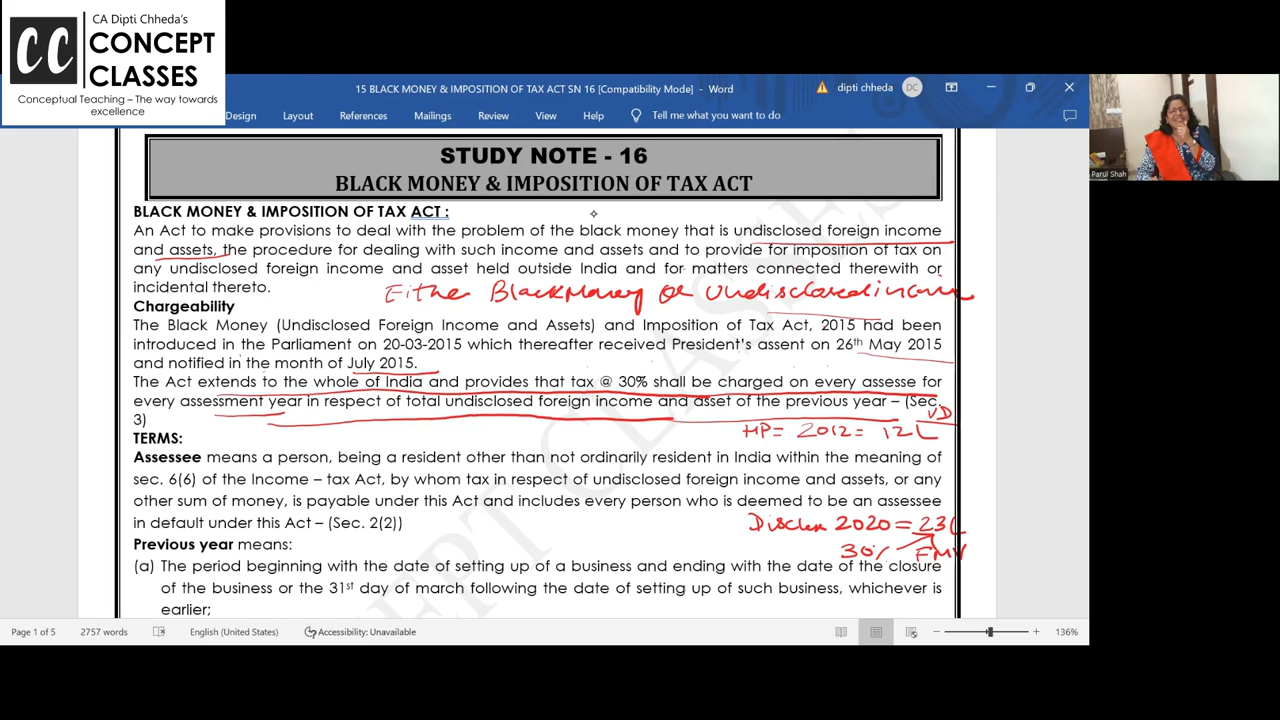 CA Dipti Chheda's
CONCEPT
CLASSES
Conceptual Teaching – The way towards
excellence
CC
15 BLACK MONEY & IMPOSITION OF TAX ACT SN 16 [Compatibility Mode] - Word
dipti chheda
DC
Design Layout References Mailings Review View Help Tell me what you want to do
Parul Shah
STUDY NOTE - 16
BLACK MONEY & IMPOSITION OF TAX ACT
BLACK MONEY & IMPOSITION OF TAX ACT :
An Act to make provisions to deal with the problem of the black money that is undisclosed foreign income
and assets, the procedure for dealing with such income and assets and to provide for imposition of tax on
any undisclosed foreign income and asset held outside India and for matters connected therewith or
incidental thereto.
Either BlackMoney or Undisclosed income
Chargeability
The Black Money (Undisclosed Foreign Income and Assets) and Imposition of Tax Act, 2015 had been
introduced in the Parliament on 20-03-2015 which thereafter received President's assent on 26th May 2015
and notified in the month of July 2015.
The Act extends to the whole of India and provides that tax @ 30% shall be charged on every assesse for
every assessment year in respect of total undisclosed foreign income and asset of the previous year – (Sec.
3)
UD
HP= 2012= 12L
TERMS:
Assessee means a person, being a resident other than not ordinarily resident in India within the meaning of
sec. 6(6) of the Income – tax Act, by whom tax in respect of undisclosed foreign income and assets, or any
other sum of money, is payable under this Act and includes every person who is deemed to be an assessee
in default under this Act – (Sec. 2(2))
2020 = 23L
Previous year means:
30% FMV
(a) The period beginning with the date of setting up of a business and ending with the date of the closure
of the business or the 31st day of march following the date of setting up of such business, whichever is
earlier;
CEPT CLASSES
Page 1 of 5 2757 words English (United States) Accessibility: Unavailable 136%